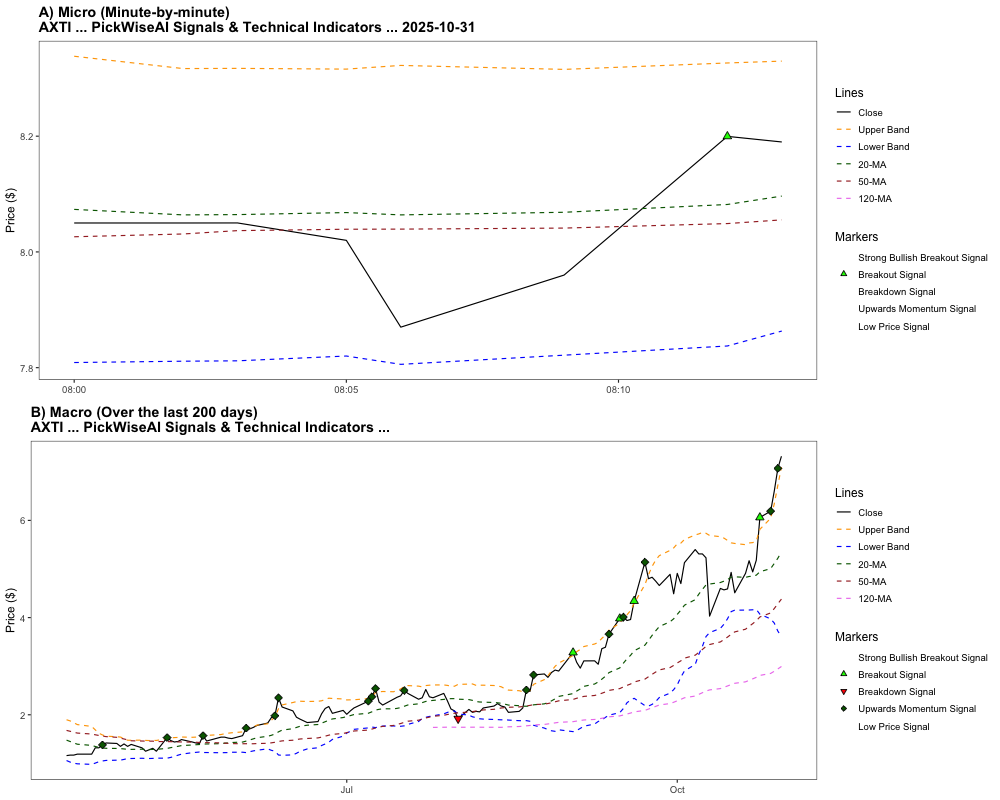 A) Micro (Minute-by-minute)
AXTI ... PickWiseAI Signals & Technical Indicators ... 2025-10-31
Price ($)
8.2
8.0
7.8
08:00
08:05
08:10
Lines
Close
Upper Band
Lower Band
20-MA
50-MA
120-MA
Markers
Strong Bullish Breakout Signal
Breakout Signal
Breakdown Signal
Upwards Momentum Signal
Low Price Signal
B) Macro (Over the last 200 days)
AXTI ... PickWiseAI Signals & Technical Indicators ...
Price ($)
6
4
2
Jul
Oct
Lines
Close
Upper Band
Lower Band
20-MA
50-MA
120-MA
Markers
Strong Bullish Breakout Signal
Breakout Signal
Breakdown Signal
Upwards Momentum Signal
Low Price Signal